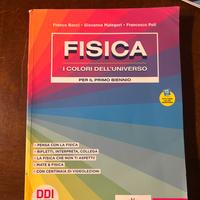 Franco Bocci - Giovanna Malegori - Francesco Poli
FISICA
I COLORI DELL'UNIVERSO
PER IL PRIMO BIENNIO
• PENSA CON LA FISICA
• RIFLETTI, INTERPRETA, COLLEGA
• LA FISICA CHE NON TI ASPETTI
• MATE & FISICA
• CON CENTINAIA DI VIDEOLEZIONI
DDI